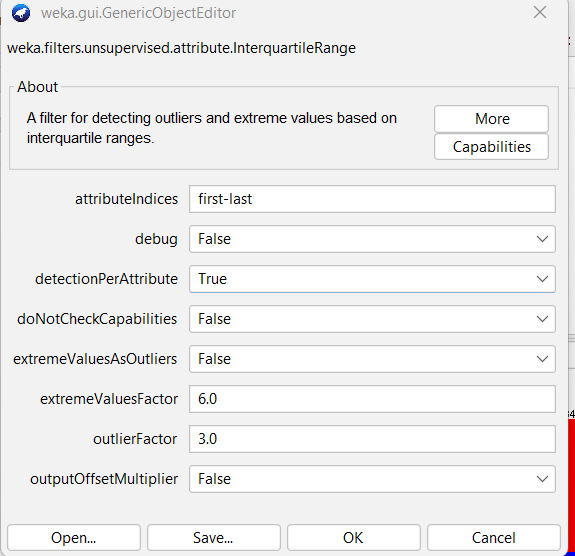 weka.gui.GenericObjectEditor
weka.filters.unsupervised.attribute.InterquartileRange
About
A filter for detecting outliers and extreme values based on
interquartile ranges.
More
Capabilities
attributeIndices first-last
debug False
detectionPerAttribute True
doNotCheckCapabilities False
extremeValuesAsOutliers False
extremeValuesFactor 6.0
outlierFactor 3.0
outputOffsetMultiplier False
Open... Save... OK Cancel